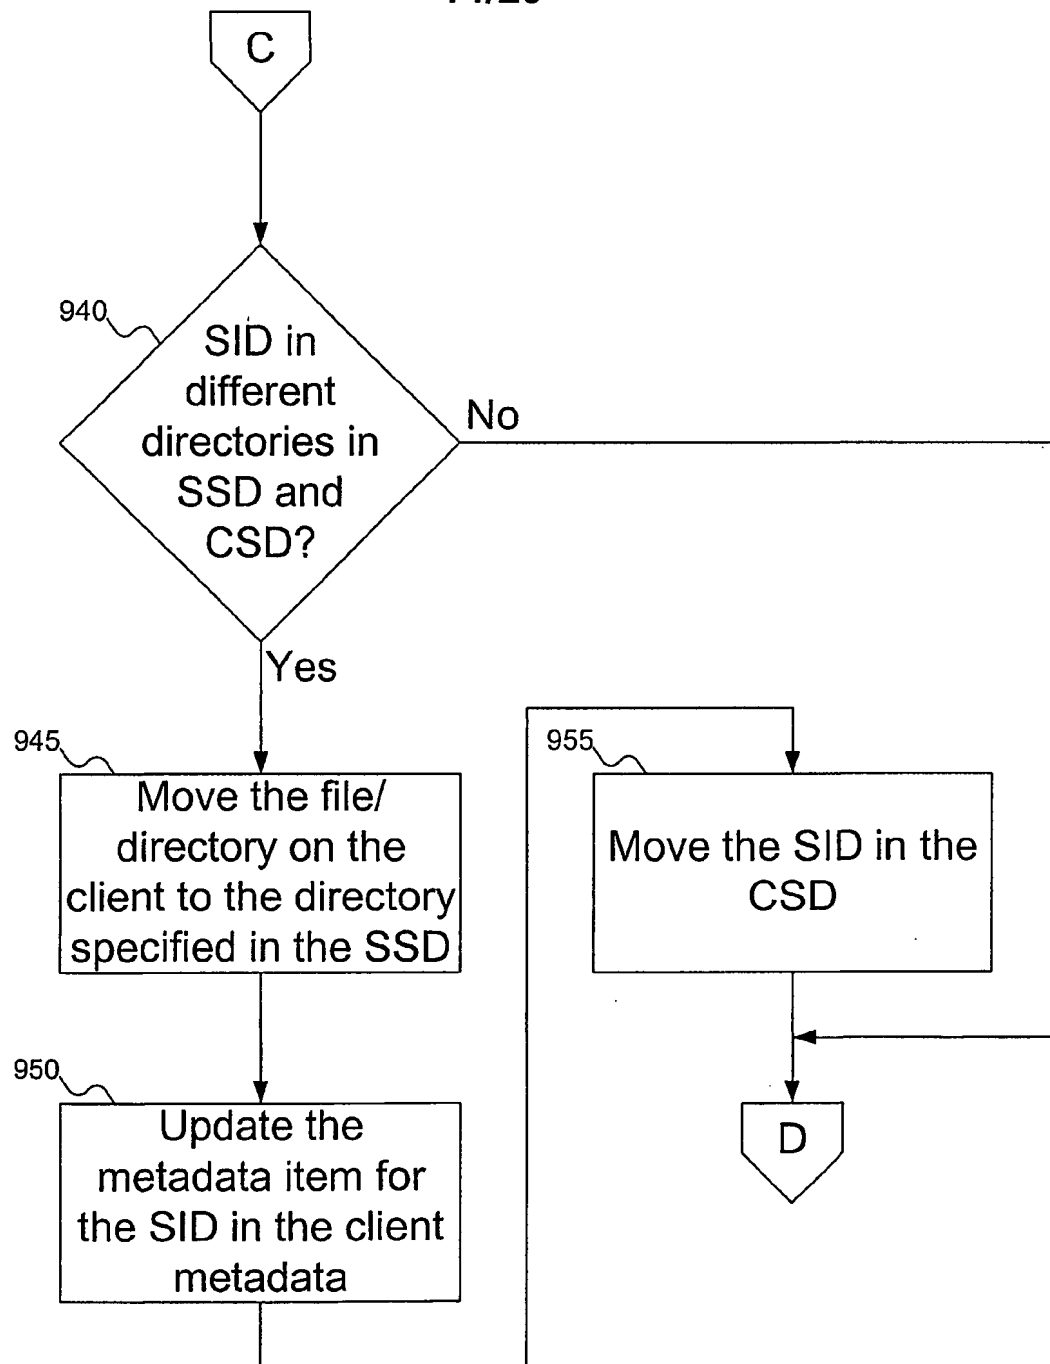 C
940
SID in
different
directories in
SSD and
CSD?
No
Yes
945
Move the file/
directory on the
client to the directory
specified in the SSD
950
Update the
metadata item for
the SID in the client
metadata
955
Move the SID in the
CSD
D